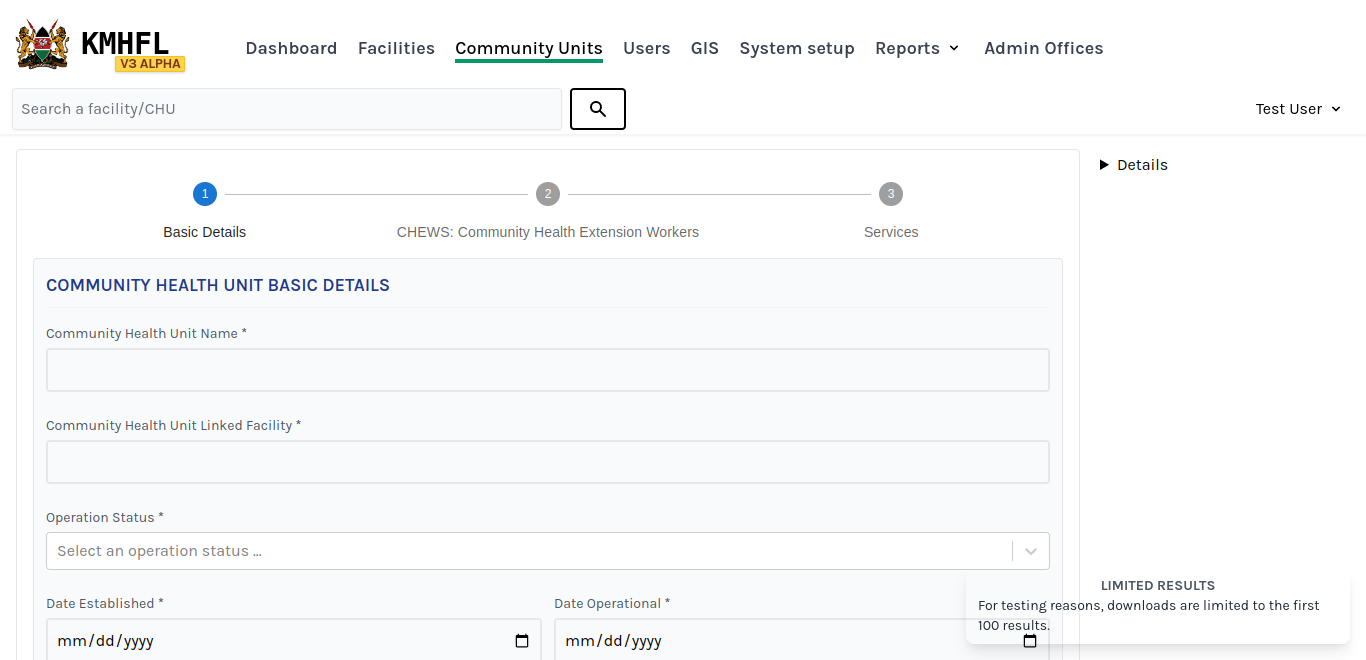 KMHFL
V3 ALPHA
Dashboard Facilities Community Units Users GIS System setup Reports Admin Offices
Search a facility/CHU
Test User
Details
1 2 3
Basic Details CHEWS: Community Health Extension Workers Services
COMMUNITY HEALTH UNIT BASIC DETAILS
Community Health Unit Name *
Community Health Unit Linked Facility *
Operation Status *
Select an operation status ...
Date Established * Date Operational *
mm/dd/yyyy mm/dd/yyyy
LIMITED RESULTS
For testing reasons, downloads are limited to the first
100 results.